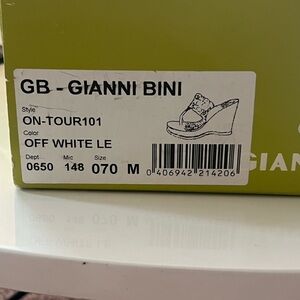 GB - GIANNI BINI
Style
ON-TOUR101
Color
OFF WHITE LE
Dept Mic Size
0650 148 070 M
0 406942 214206
GIAN